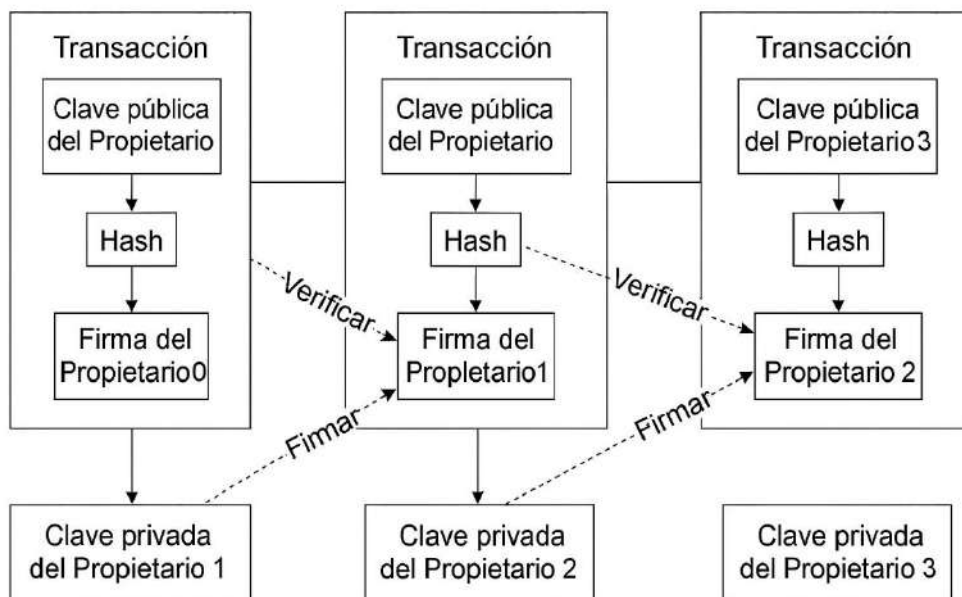 Transacción
Clave pública
del Propietario
Hash
Firma del
Propietario0
Clave privada
del Propietario 1
Verificar
Firmar
Transacción
Clave pública
del Propietario
Hash
Firma del
Propletario1
Clave privada
del Propietario 2
Verificar
Firmar
Transacción
Clave pública
del Propietario3
Hash
Firma del
Propietario 2
Clave privada
del Propietario 3